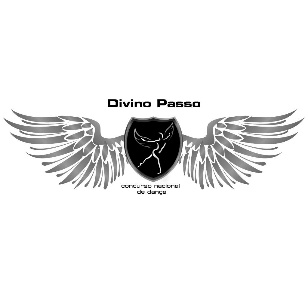 Divino Passo
concurso nacional
de dança